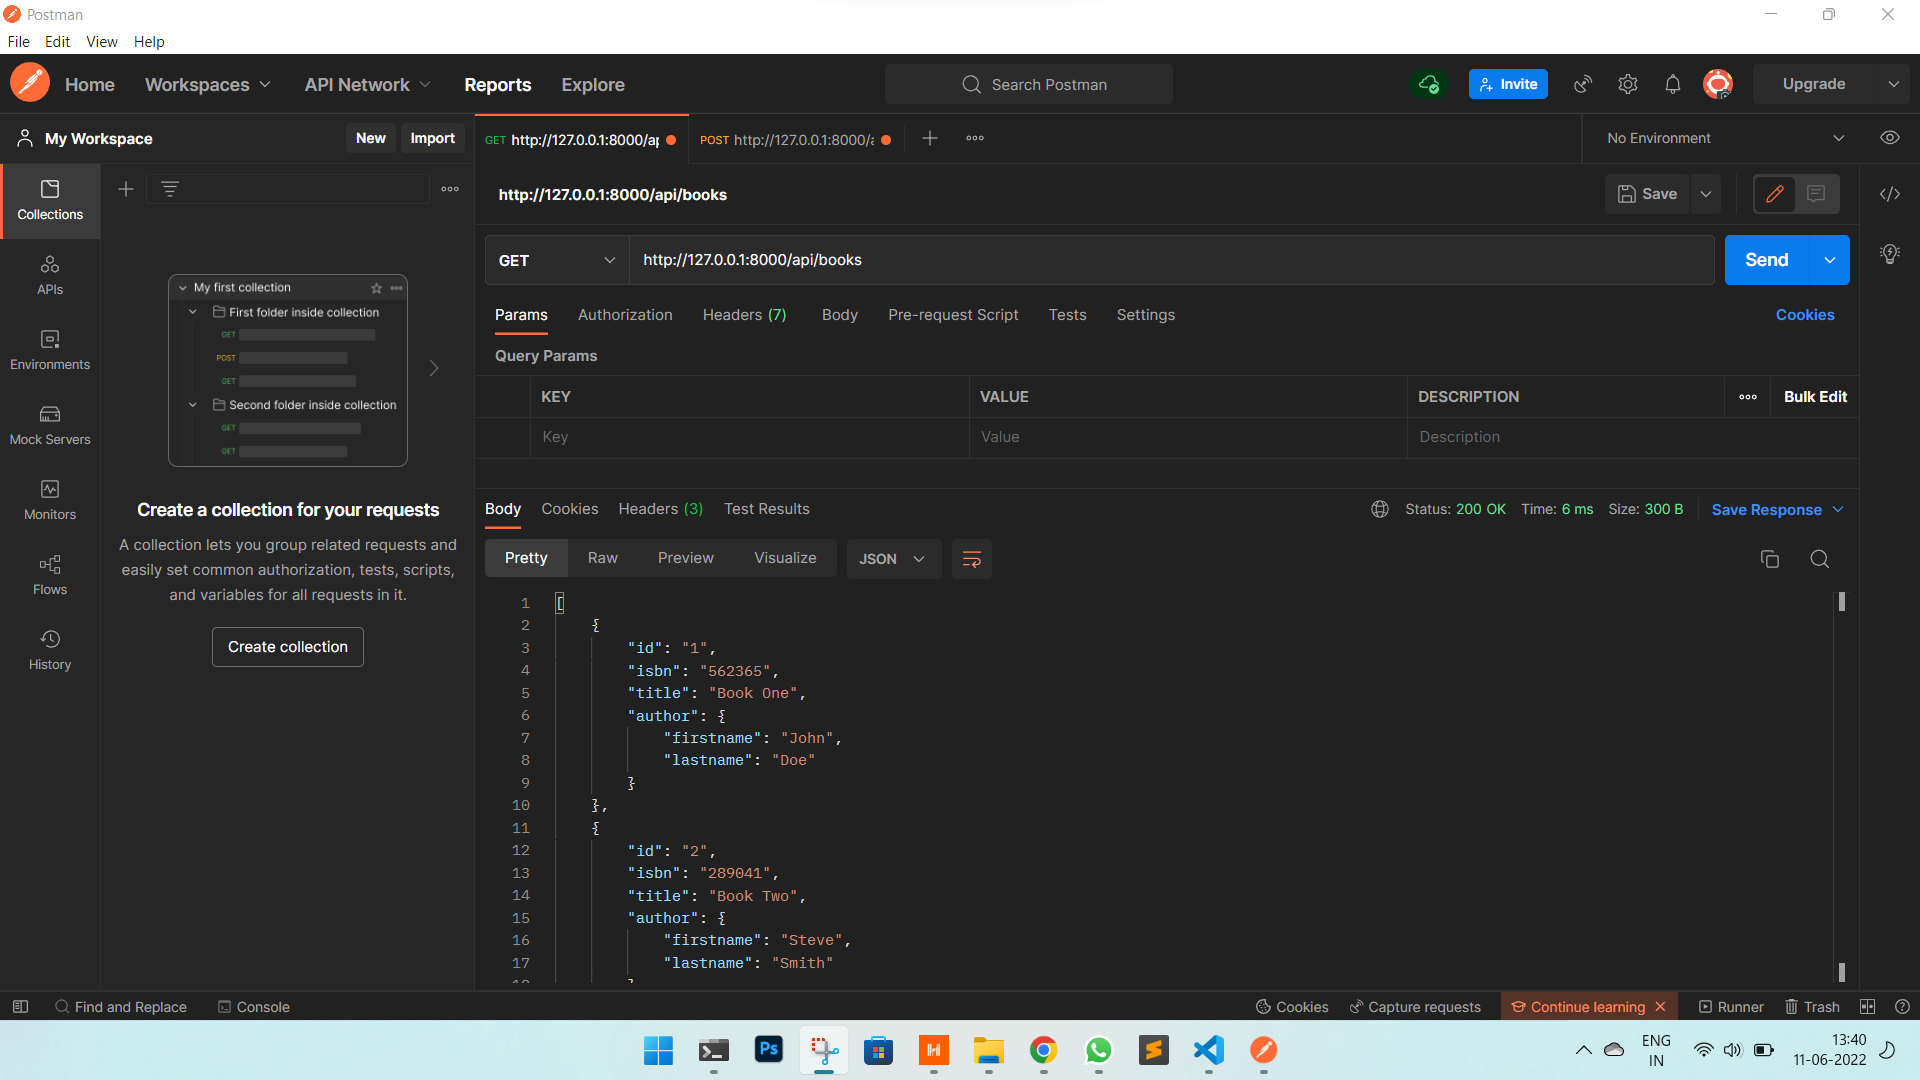 Postman
File Edit View Help
Home Workspaces API Network Reports Explore Search Postman Invite Upgrade
My Workspace New Import GET http://127.0.0.1:8000/ap POST http://127.0.0.1:8000/a No Environment
http://127.0.0.1:8000/api/books Save
GET http://127.0.0.1:8000/api/books Send
Params Authorization Headers (7) Body Pre-request Script Tests Settings Cookies
Query Params
KEY VALUE DESCRIPTION Bulk Edit
Key Value Description
Collections
APIs
Environments
Mock Servers
Monitors
Flows
History
My first collection
First folder inside collection
GET
POST
GET
Second folder inside collection
GET
GET
Create a collection for your requests
A collection lets you group related requests and
easily set common authorization, tests, scripts,
and variables for all requests in it.
Create collection
Body Cookies Headers (3) Test Results Status: 200 OK Time: 6 ms Size: 300 B Save Response
Pretty Raw Preview Visualize JSON
1 [
2 {
3 "id": "1",
4 "isbn": "562365",
5 "title": "Book One",
6 "author": {
7 "firstname": "John",
8 "lastname": "Doe"
9 }
10 },
11 {
12 "id": "2",
13 "isbn": "289041",
14 "title": "Book Two",
15 "author": {
16 "firstname": "Steve",
17 "lastname": "Smith"
Find and Replace Console Cookies Capture requests Continue learning Runner Trash
Ps
ENG
IN
13:40
11-06-2022